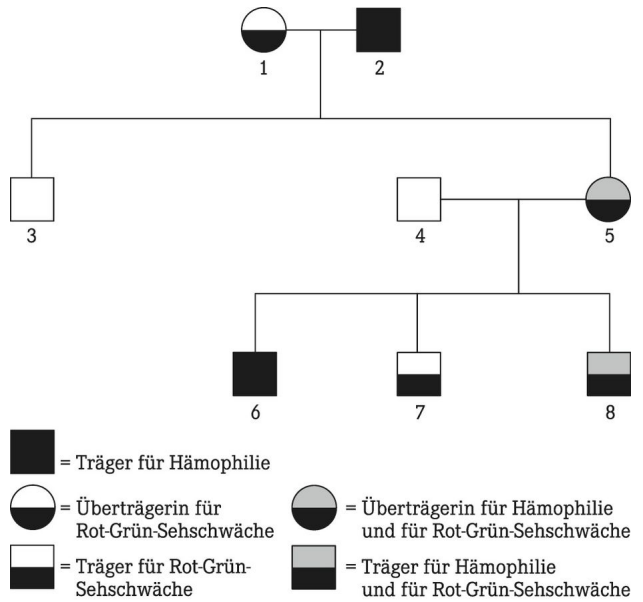 1 2
3 4 5
6 7 8
= Träger für Hämophilie
= Überträgerin für
Rot-Grün-Sehschwäche
= Überträgerin für Hämophilie
und für Rot-Grün-Sehschwäche
= Träger für Rot-Grün-
Sehschwäche
= Träger für Hämophilie
und für Rot-Grün-Sehschwäche